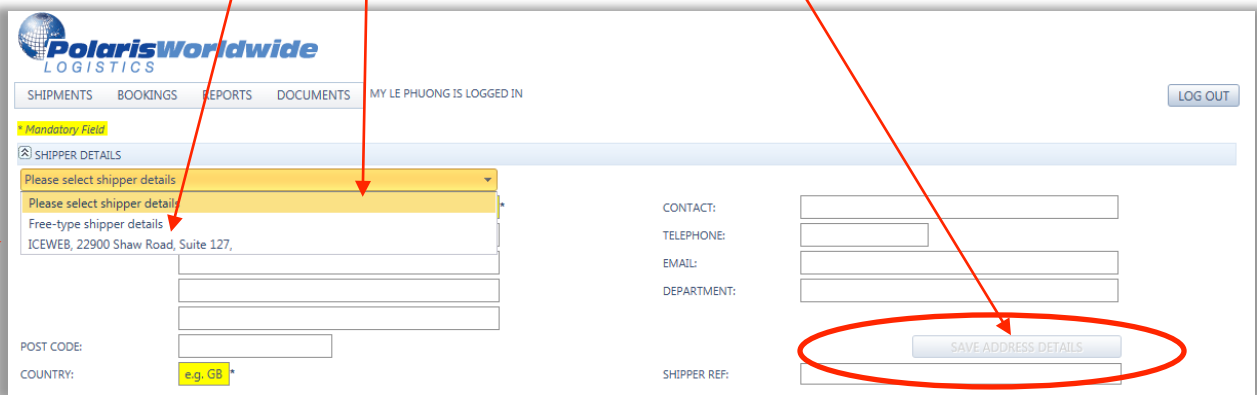 PolarisWorldwide
LOGISTICS
SHIPMENTS BOOKINGS REPORTS DOCUMENTS MY LE PHUONG IS LOGGED IN LOG OUT
* Mandatory Field
SHIPPER DETAILS
Please select shipper details
Please select shipper details
* CONTACT:
Free-type shipper details
TELEPHONE:
ICEWEB, 22900 Shaw Road, Suite 127,
EMAIL:
DEPARTMENT:
POST CODE: SAVE ADDRESS DETAILS
COUNTRY: e.g. GB * SHIPPER REF: